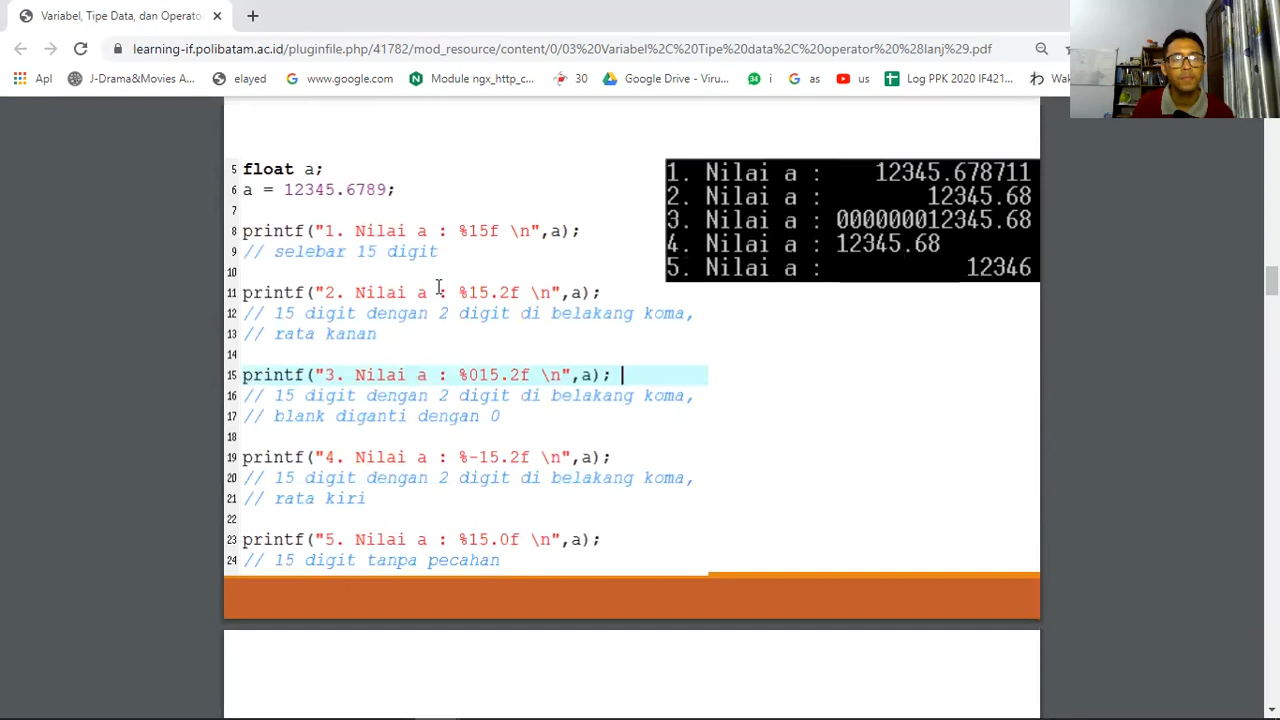 Variabel, Tipe Data, dan Operato
learning-if.polibatam.ac.id/pluginfile.php/41782/mod_resource/content/0/03%20Variabel%2C%20Tipe%20data%2C%20operator%20%28lanj%29.pdf
Apl J-Drama&Movies A... elayed www.google.com Module ngx_http_c... 30 Google Drive - Viru... 34 i as us Log PPK 2020 IF421... Wak
5 float a;
6 a = 12345.6789;
7
8 printf("1. Nilai a : %15f \n",a);
9 // selebar 15 digit
10
11 printf("2. Nilai a : %15.2f \n",a);
12 // 15 digit dengan 2 digit di belakang koma,
13 // rata kanan
14
15 printf("3. Nilai a : %015.2f \n",a);
16 // 15 digit dengan 2 digit di belakang koma,
17 // blank diganti dengan 0
18
19 printf("4. Nilai a : %-15.2f \n",a);
20 // 15 digit dengan 2 digit di belakang koma,
21 // rata kiri
22
23 printf("5. Nilai a : %15.0f \n",a);
24 // 15 digit tanpa pecahan
1. Nilai a : 12345.678711
2. Nilai a : 12345.68
3. Nilai a : 000000012345.68
4. Nilai a : 12345.68
5. Nilai a : 12346